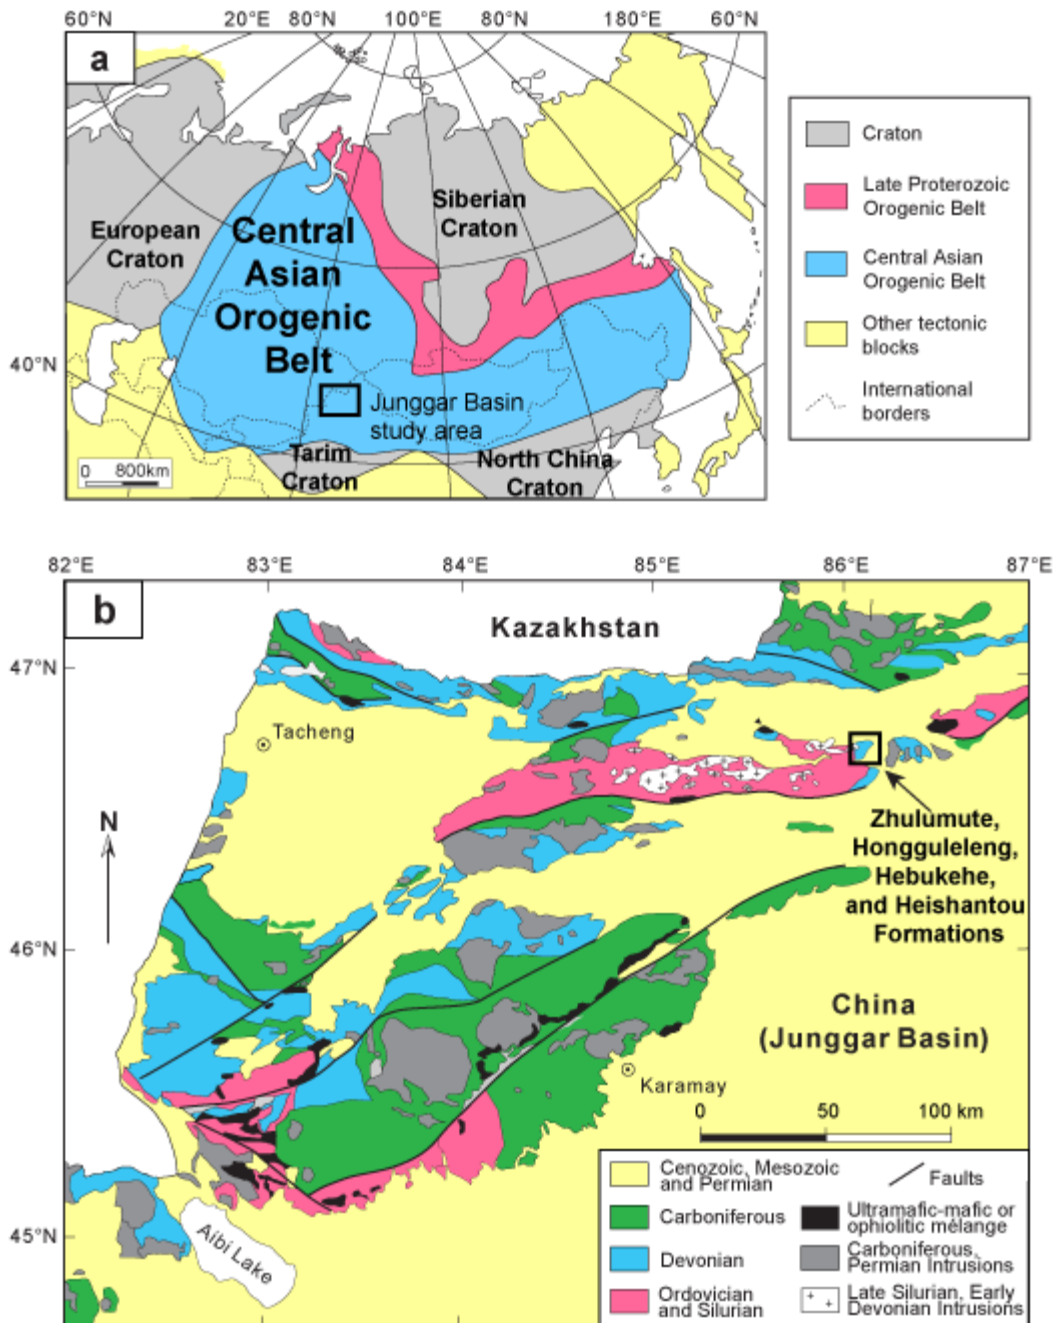 60°N 20°E 80°N 100°E 80°N 180°E 60°N
a
European
Craton
Central
Asian
Orogenic
Belt
Siberian
Craton
40°N
Junggar Basin
study area
Tarim
Craton
North China
Craton
0 800km
Craton
Late Proterozoic
Orogenic Belt
Central Asian
Orogenic Belt
Other tectonic
blocks
International
borders
82°E 83°E 84°E 85°E 86°E 87°E
b
Kazakhstan
47°N
Tacheng
N
Zhulumute,
Hongguleleng,
Hebukehe,
and Heishantou
Formations
46°N
China
(Junggar Basin)
Karamay
0 50 100 km
45°N
Aibi Lake
Cenozoic, Mesozoic
and Permian
Carboniferous
Devonian
Ordovician
and Silurian
Faults
Ultramafic-mafic or
ophiolitic mélange
Carboniferous,
Permian Intrusions
Late Silurian, Early
Devonian Intrusions